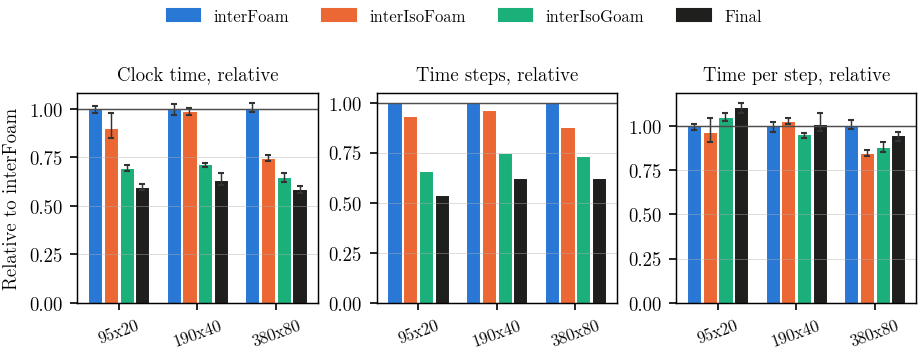 interFoam interIsoFoam interIsoGoam Final
Clock time, relative
Relative to interFoam
1.00
0.75
0.50
0.25
0.00
95x20 190x40 380x80
Time steps, relative
1.00
0.75
0.50
0.25
0.00
95x20 190x40 380x80
Time per step, relative
1.00
0.75
0.50
0.25
0.00
95x20 190x40 380x80